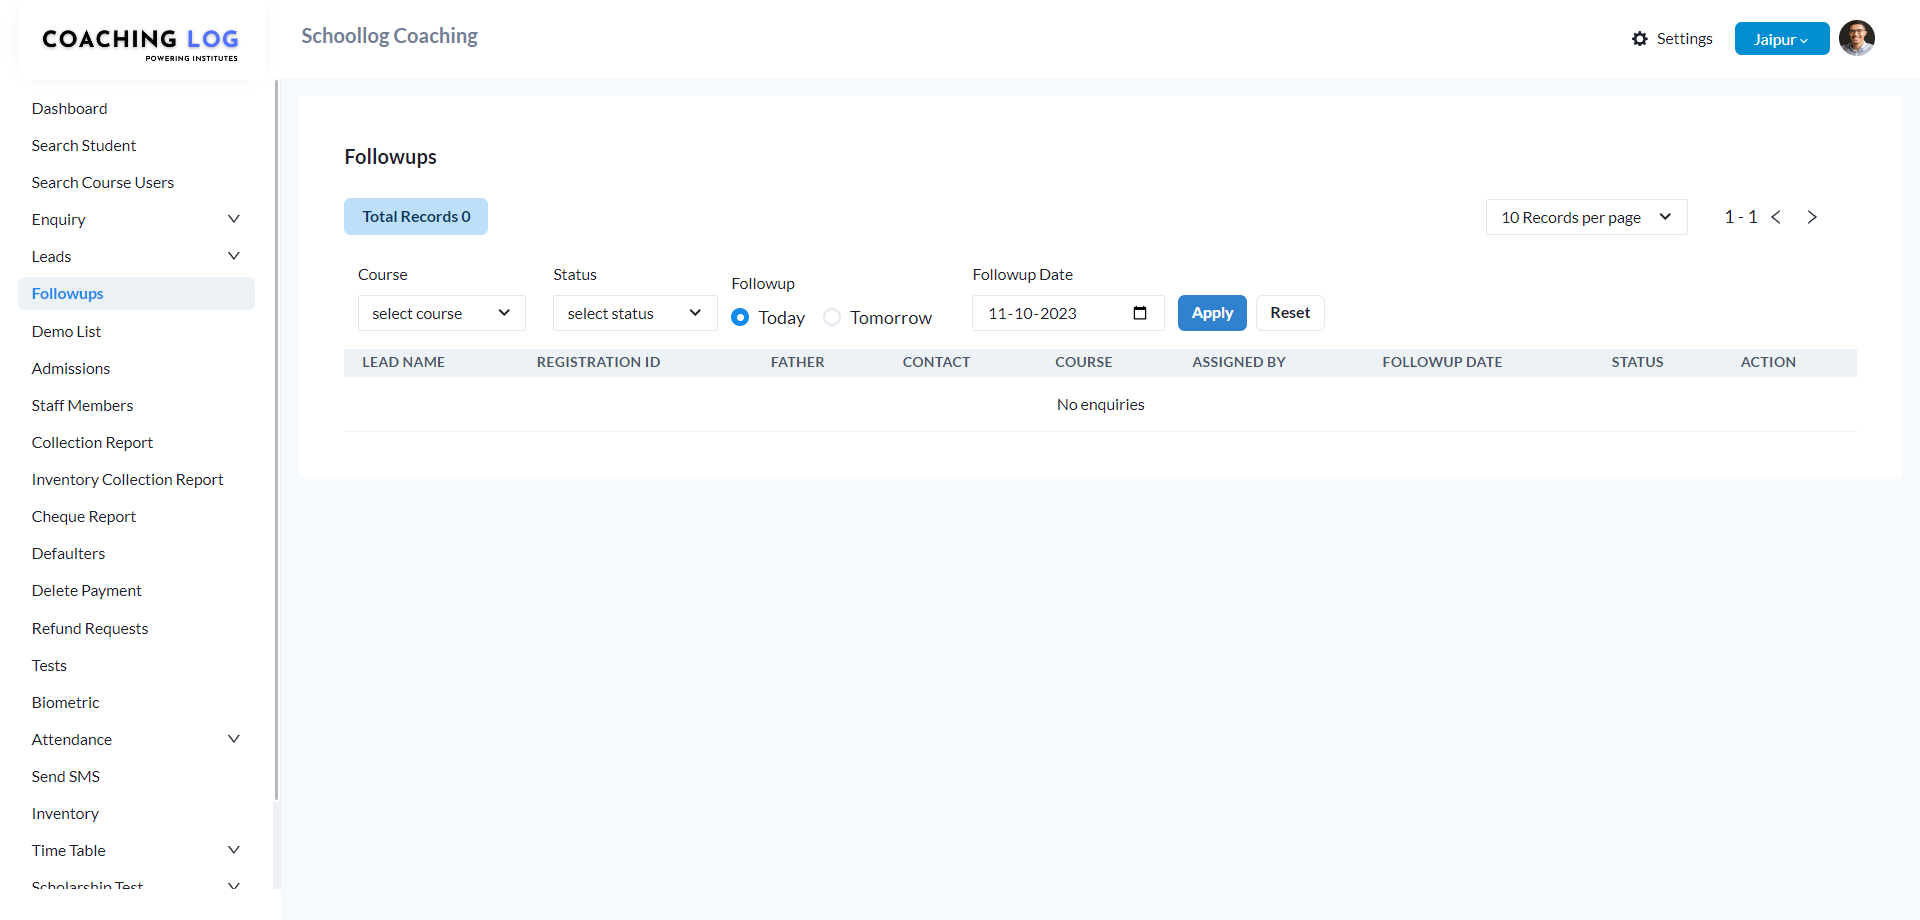 COACHING LOG
POWERING INSTITUTES
Schoollog Coaching
Settings
Jaipur
Dashboard
Search Student
Search Course Users
Enquiry
Leads
Followups
Demo List
Admissions
Staff Members
Collection Report
Inventory Collection Report
Cheque Report
Defaulters
Delete Payment
Refund Requests
Tests
Biometric
Attendance
Send SMS
Inventory
Time Table
Scholarship Test
Followups
Total Records 0
10 Records per page
1 - 1
Course
Status
Followup
Followup Date
select course
select status
Today
Tomorrow
11-10-2023
Apply
Reset
LEAD NAME REGISTRATION ID FATHER CONTACT COURSE ASSIGNED BY FOLLOWUP DATE STATUS ACTION
No enquiries